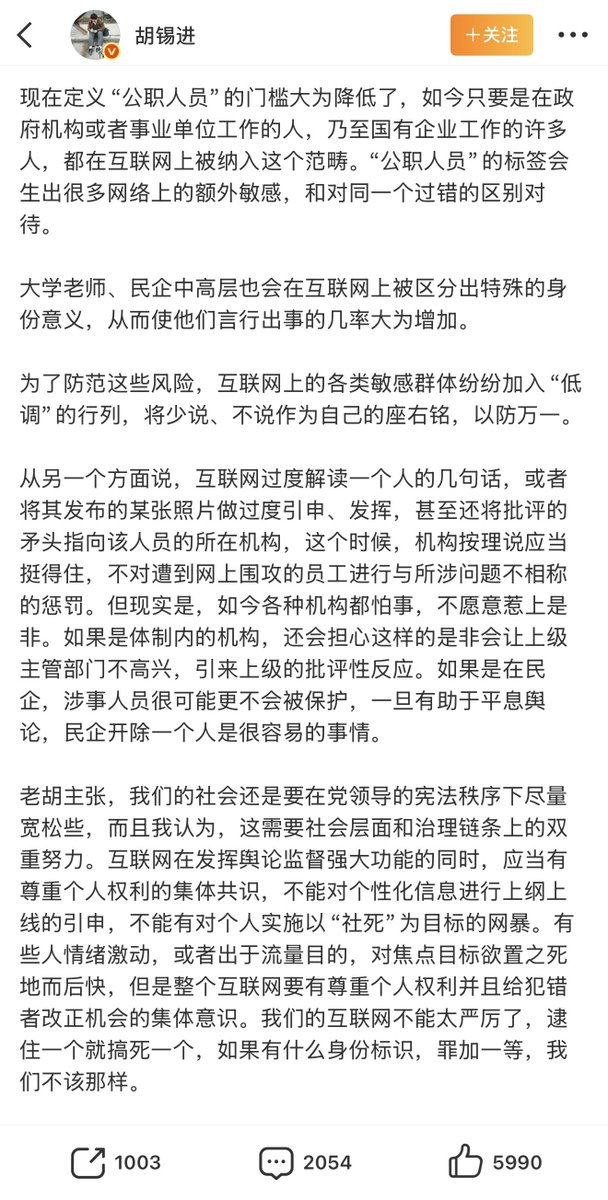 胡锡进
＋关注
现在定义“公职人员”的门槛大为降低了，如今只要是在政
府机构或者事业单位工作的人，乃至国有企业工作的许多
人，都在互联网上被纳入这个范畴。“公职人员”的标签会
生出很多网络上的额外敏感，和对同一个过错的区别对
待。
大学老师、民企中高层也会在互联网上被区分出特殊的身
份意义，从而使他们言行出事的几率大为增加。
为了防范这些风险，互联网上的各类敏感群体纷纷加入“低
调”的行列，将少说、不说作为自己的座右铭，以防万一。
从另一个方面说，互联网过度解读一个人的几句话，或者
将其发布的某张照片做过度引申、发挥，甚至还将批评的
矛头指向该人员的所在机构，这个时候，机构按理说应当
挺得住，不对遭到网上围攻的员工进行与所涉问题不相称
的惩罚。但现实是，如今各种机构都怕事，不愿意惹上是
非。如果是体制内的机构，还会担心这样的是非会让上级
主管部门不高兴，引来上级的批评性反应。如果是在民
企，涉事人员很可能更不会被保护，一旦有助于平息舆
论，民企开除一个人是很容易的事情。
老胡主张，我们的社会还是要在党领导的宪法秩序下尽量
宽松些，而且我认为，这需要社会层面和治理链条上的双
重努力。互联网在发挥舆论监督强大功能的同时，应当有
尊重个人权利的集体共识，不能对个性化信息进行上纲上
线的引申，不能有对个人实施以“社死”为目标的网暴。有
些人情绪激动，或者出于流量目的，对焦点目标欲置之死
地而后快，但是整个互联网要有尊重个人权利并且给犯错
者改正机会的集体意识。我们的互联网不能太严厉了，逮
住一个就搞死一个，如果有什么身份标识，罪加一等，我
们不该那样。
1003
2054
5990